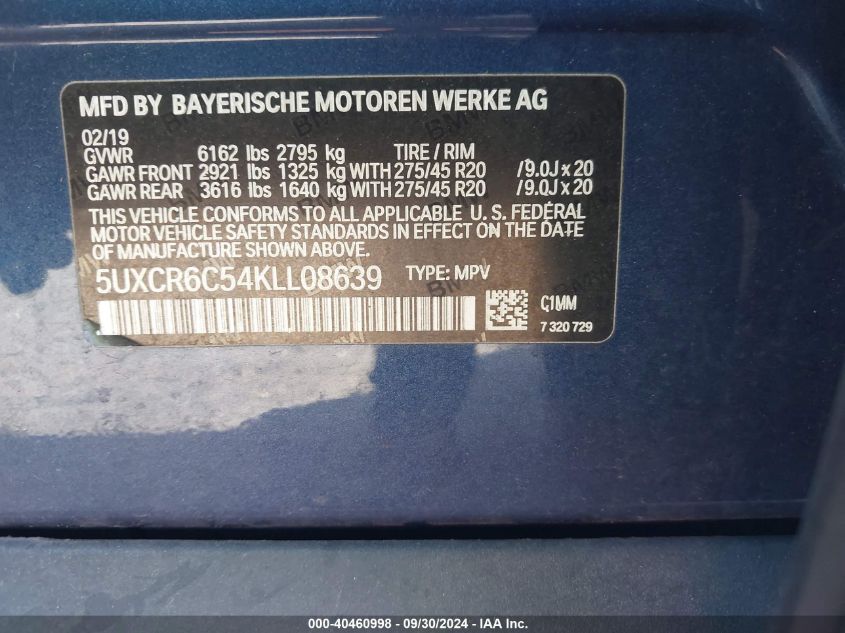 MFD BY BAYERISCHE MOTOREN WERKE AG
02/19
GVWR 6162 lbs 2795 kg TIRE / RIM
GAWR FRONT 2921 lbs 1325 kg WITH 275/45 R20 /9.0J x 20
GAWR REAR 3616 lbs 1640 kg WITH 275/45 R20 /9.0J x 20
THIS VEHICLE CONFORMS TO ALL APPLICABLE U. S. FEDERAL
MOTOR VEHICLE SAFETY STANDARDS IN EFFECT ON THE DATE
OF MANUFACTURE SHOWN ABOVE.
5UXCR6C54KLL08639 TYPE: MPV
C1MM
7 320 729
000-40460998 - 09/30/2024 - IAA Inc.